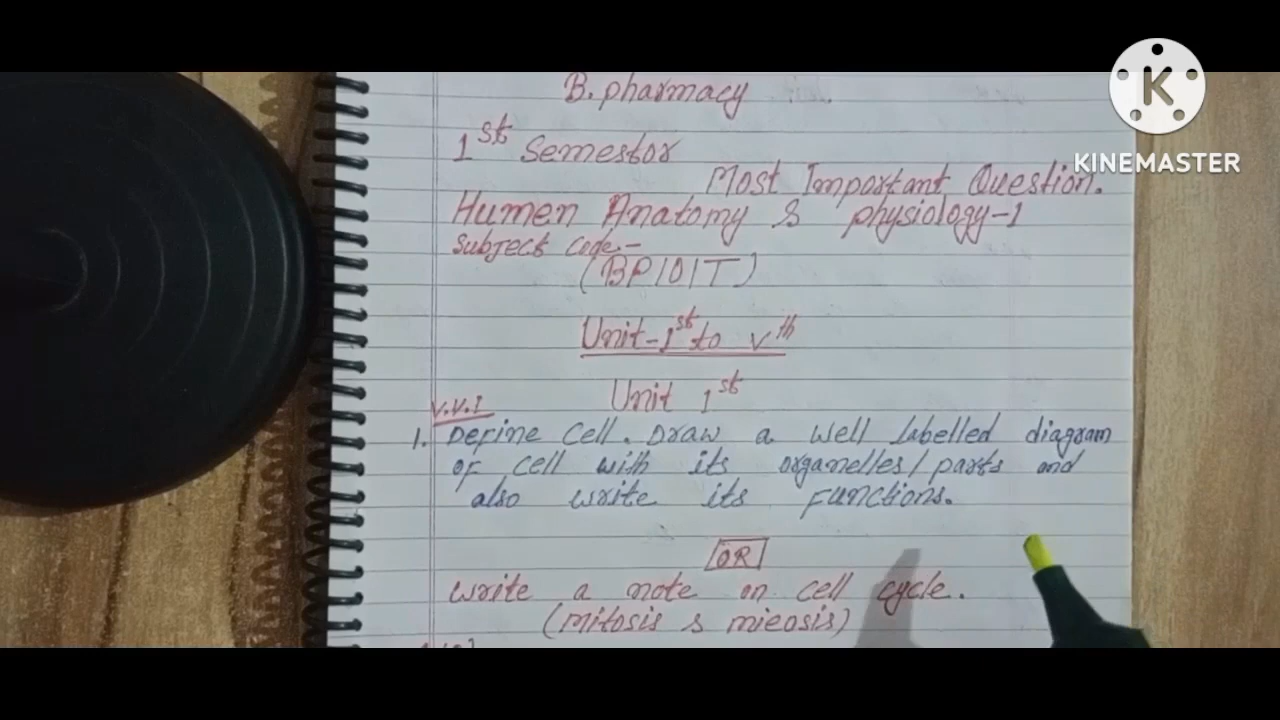 B. pharmacy
1st Semestor
Most Important Question.
Humen Anatomy & physiology-1
Subject Code-
(BP101T)
Unit-1st to Vth
Unit 1st
V.V.I
1. Define Cell. Draw a well labelled diagram
of cell with its organelles/parts and
also write its functions.
OR
Write a note on cell cycle.
(mitosis & mieosis)
K
KINEMASTER